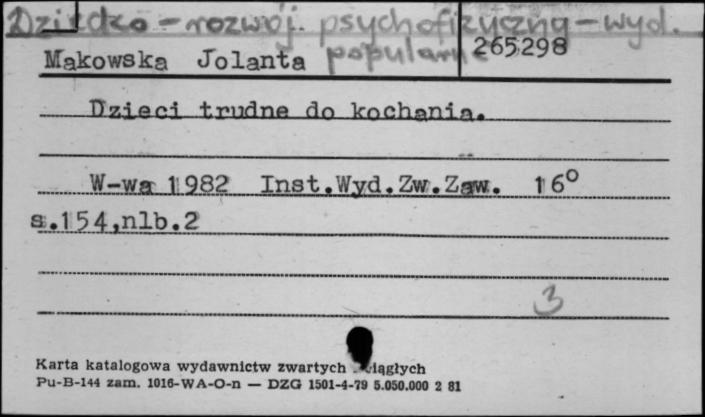 Dziecko - rozwój psychofizyczny - wyd.
popularne
Mąkowska Jolanta 265298
Dzieci trudne do kochania.
W-wa 1982 Inst.Wyd.Zw.Zaw. 16°
s.154,nlb.2
3
Karta katalogowa wydawnictw zwartych ciągłych
Pu-B-144 zam. 1016-WA-O-n — DZG 1501-4-79 5.050.000 2 81